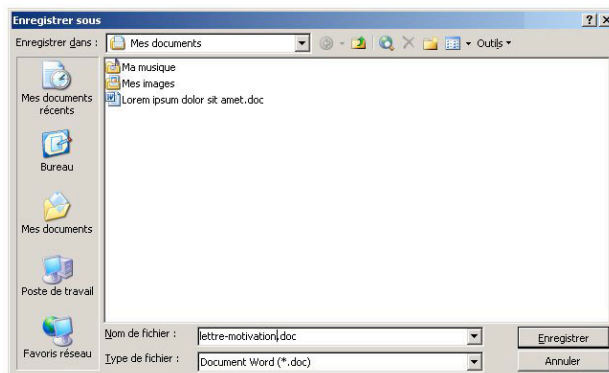 Enregistrer sous
Enregistrer dans : Mes documents Outils
Ma musique
Mes images
Lorem ipsum dolor sit amet.doc
Mes documents
récents
Bureau
Mes documents
Poste de travail
Favoris réseau
Nom de fichier : lettre-motivation.doc Enregistrer
Type de fichier : Document Word (*.doc) Annuler